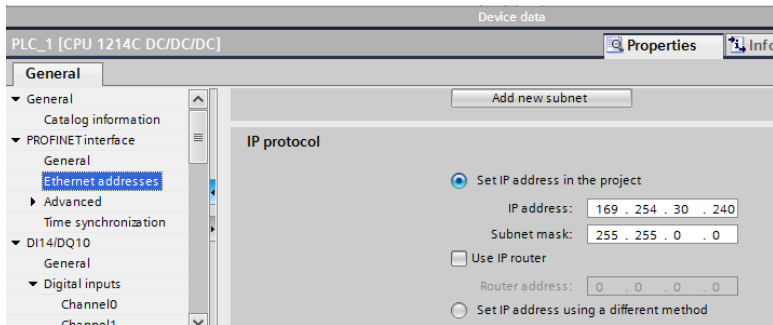 Device data
PLC_1 [CPU 1214C DC/DC/DC]
Properties
General
General
Catalog information
PROFINET interface
General
Ethernet addresses
Advanced
Time synchronization
DI14/DQ10
General
Digital inputs
Channel0
Channel1
Add new subnet
IP protocol
Set IP address in the project
IP address: 169 . 254 . 30 . 240
Subnet mask: 255 . 255 . 0 . 0
Use IP router
Router address: 0 . 0 . 0 . 0
Set IP address using a different method